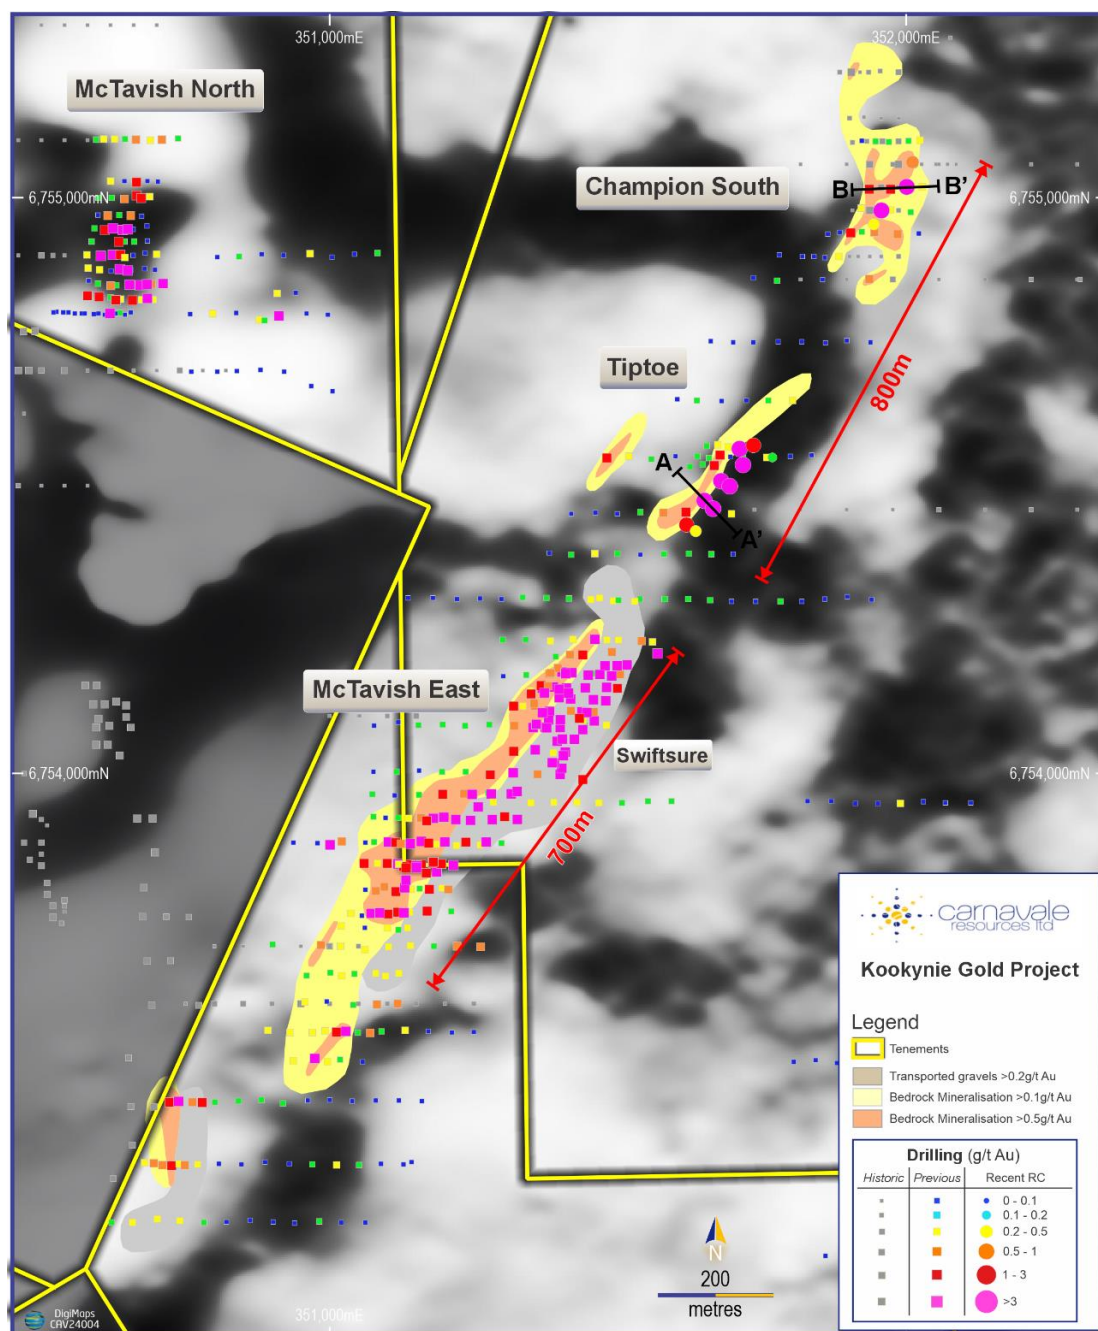 351,000mE
352,000mE
McTavish North
Champion South
6,755,000mN
6,755,000mN
B
B'
Tiptoe
800m
A
A'
McTavish East
Swiftsure
6,754,000mN
6,754,000mN
700m
carnavale
resources ltd
Kookynie Gold Project
Legend
Tenements
Transported gravels >0.2g/t Au
Bedrock Mineralisation >0.1g/t Au
Bedrock Mineralisation >0.5g/t Au
Drilling (g/t Au)
Historic Previous Recent RC
0 - 0.1
0.1 - 0.2
0.2 - 0.5
0.5 - 1
1 - 3
>3
N
200
metres
351,000mE
DigiMaps
CAV24004